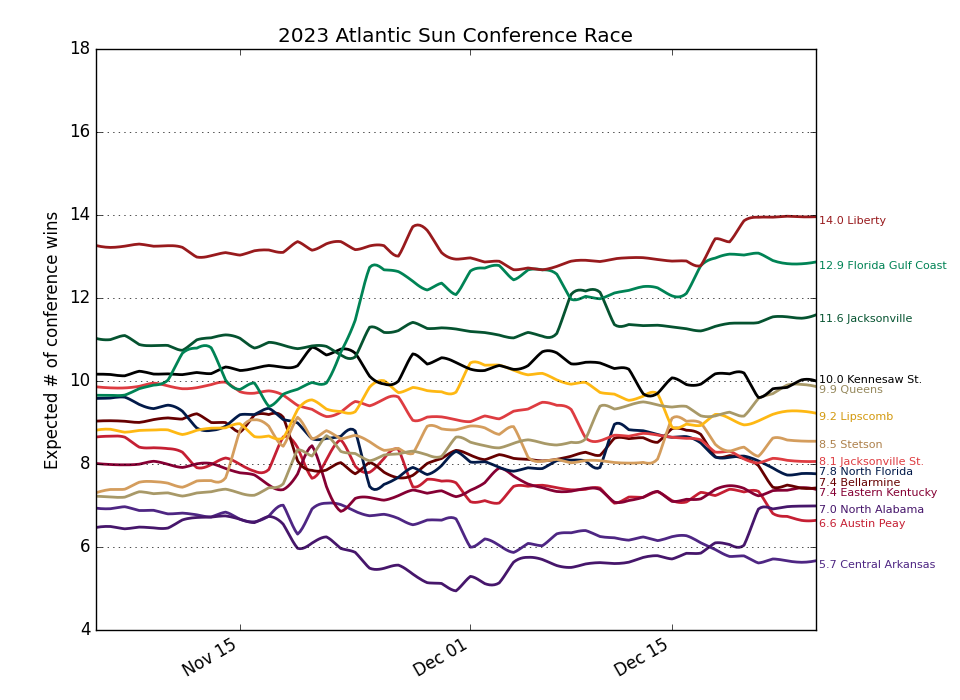 2023 Atlantic Sun Conference Race
Expected # of conference wins
18
16
14
12
10
8
6
4
Nov 15
Dec 01
Dec 15
14.0 Liberty
12.9 Florida Gulf Coast
11.6 Jacksonville
10.0 Kennesaw St.
9.9 Queens
9.2 Lipscomb
8.5 Stetson
8.1 Jacksonville St.
7.8 North Florida
7.4 Bellarmine
7.4 Eastern Kentucky
7.0 North Alabama
6.6 Austin Peay
5.7 Central Arkansas